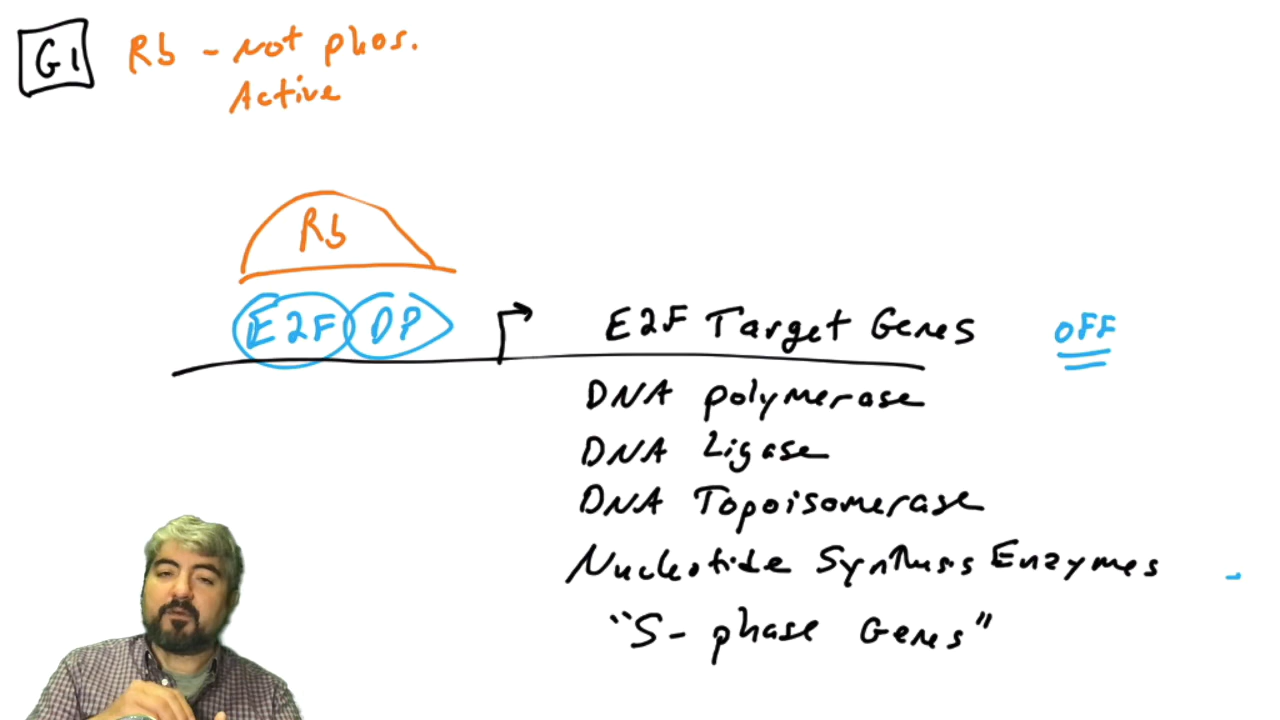 G1 Rb - Not phos.
Active
Rb
E2F DP E2F Target Genes OFF
DNA polymerase
DNA Ligase
DNA Topoisomerase
Nucleotide Synthesis Enzymes
"S-phase Genes"